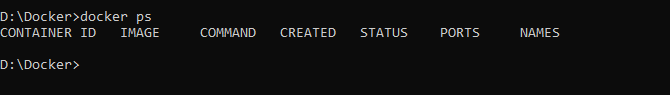 D:\Docker>docker ps
CONTAINER ID   IMAGE     COMMAND   CREATED   STATUS    PORTS     NAMES
D:\Docker>